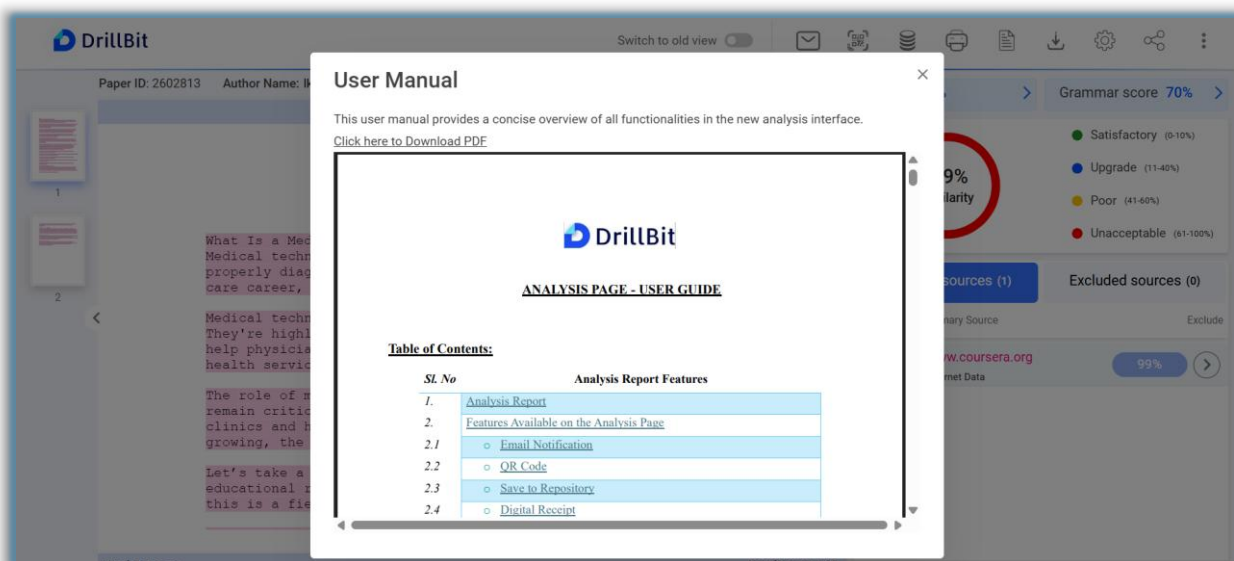 DrillBit
Switch to old view
Paper ID: 2602813 Author Name:
Grammar score 70%
User Manual
This user manual provides a concise overview of all functionalities in the new analysis interface.
Click here to Download PDF
DrillBit
ANALYSIS PAGE - USER GUIDE
Table of Contents:
Sl. No Analysis Report Features
1. Analysis Report
2. Features Available on the Analysis Page
2.1 Email Notification
2.2 QR Code
2.3 Save to Repository
2.4 Digital Receipt
1
2
What Is a Med
Medical techn
properly diag
care career,
Medical techn
They're highl
help physicia
health servic
The role of m
remain critic
clinics and h
growing, the
Let's take a
educational r
this is a fie
9%
ilarity
Satisfactory (0-10%)
Upgrade (11-40%)
Poor (41-60%)
Unacceptable (61-100%)
sources (1) Excluded sources (0)
mary Source Exclude
w.coursera.org 99%
rnet Data